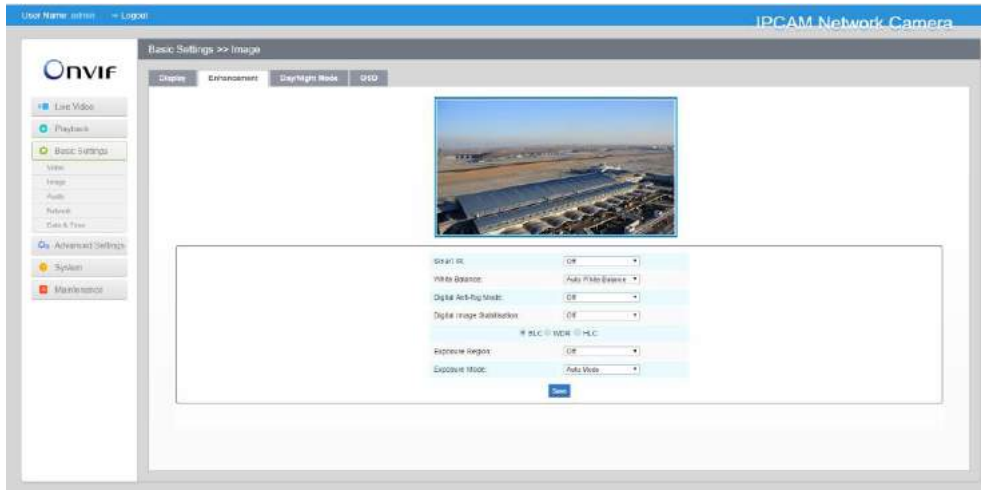 User Name: admin Logout
IPCAM Network Camera
ONVIF
Basic Settings >> Image
Display Enhancement Day/Night Mode OSD
Live Video
Playback
Basic Settings
Video
Image
Audio
Network
Date & Time
Advanced Settings
System
Maintenance
Smart IR: Off
White Balance: Auto White Balance
Digital Anti-fog Mode: Off
Digital Image Stabilisation: Off
BLC WDR HLC
Exposure Region: Off
Exposure Mode: Auto Mode
Save